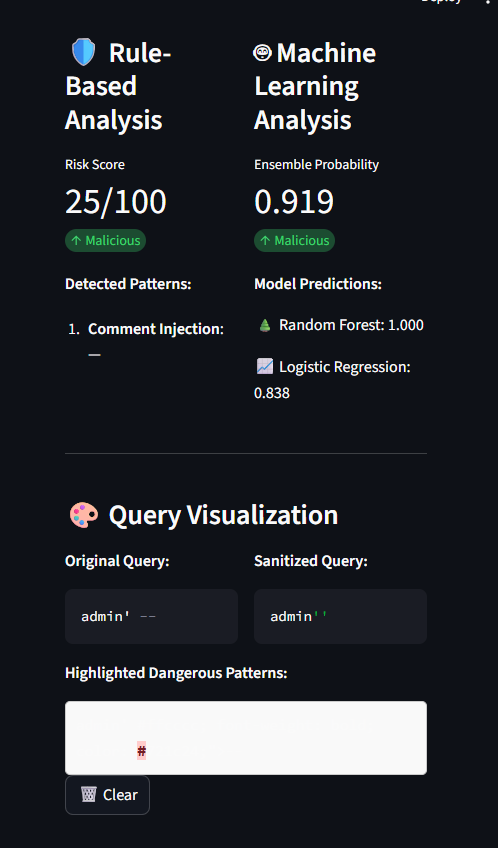 Deploy
Rule-
Based
Analysis
Machine
Learning
Analysis
Risk Score
25/100
↑ Malicious
Detected Patterns:
1. Comment Injection:
—
Ensemble Probability
0.919
↑ Malicious
Model Predictions:
Random Forest: 1.000
Logistic Regression:
0.838
Query Visualization
Original Query:
admin' --
Sanitized Query:
admin''
Highlighted Dangerous Patterns:
#
Clear